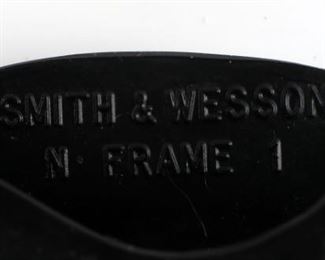 SMITH & WESSON
N. FRAME 1